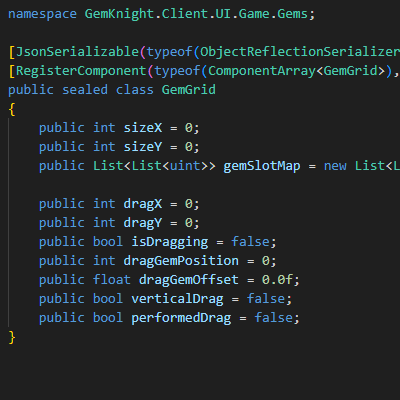 namespace GemKnight.Client.UI.Game.Gems;
[JsonSerializable(typeof(ObjectReflectionSerializer
[RegisterComponent(typeof(ComponentArray<GemGrid>),
public sealed class GemGrid
{
public int sizeX = 0;
public int sizeY = 0;
public List<List<uint>> gemSlotMap = new List<L
public int dragX = 0;
public int dragY = 0;
public bool isDragging = false;
public int dragGemPosition = 0;
public float dragGemOffset = 0.0f;
public bool verticalDrag = false;
public bool performedDrag = false;
}